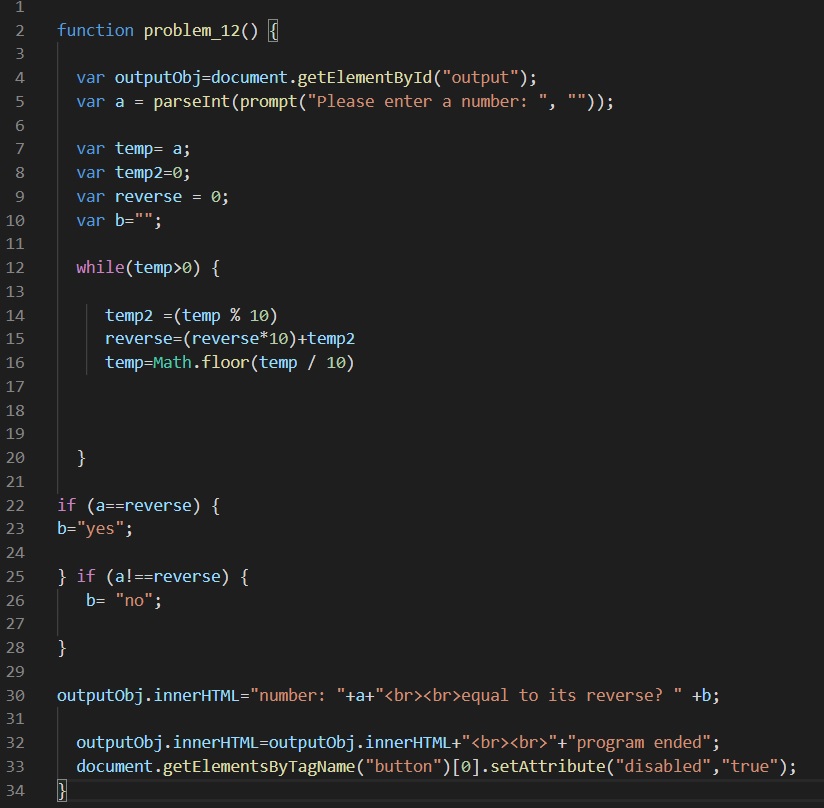 1
2 function problem_12() {
3
4 var outputObj=document.getElementById("output");
5 var a = parseInt(prompt("Please enter a number: ", ""));
6
7 var temp= a;
8 var temp2=0;
9 var reverse = 0;
10 var b="";
11
12 while(temp>0) {
13
14 temp2 =(temp % 10)
15 reverse=(reverse*10)+temp2
16 temp=Math.floor(temp / 10)
17
18
19
20 }
21
22 if (a==reverse) {
23 b="yes";
24
25 } if (a!==reverse) {
26 b= "no";
27
28 }
29
30 outputObj.innerHTML="number: "+a+"<br><br>equal to its reverse? " +b;
31
32 outputObj.innerHTML=outputObj.innerHTML+"<br><br>"+"program ended";
33 document.getElementsByTagName("button")[0].setAttribute("disabled","true");
34 }